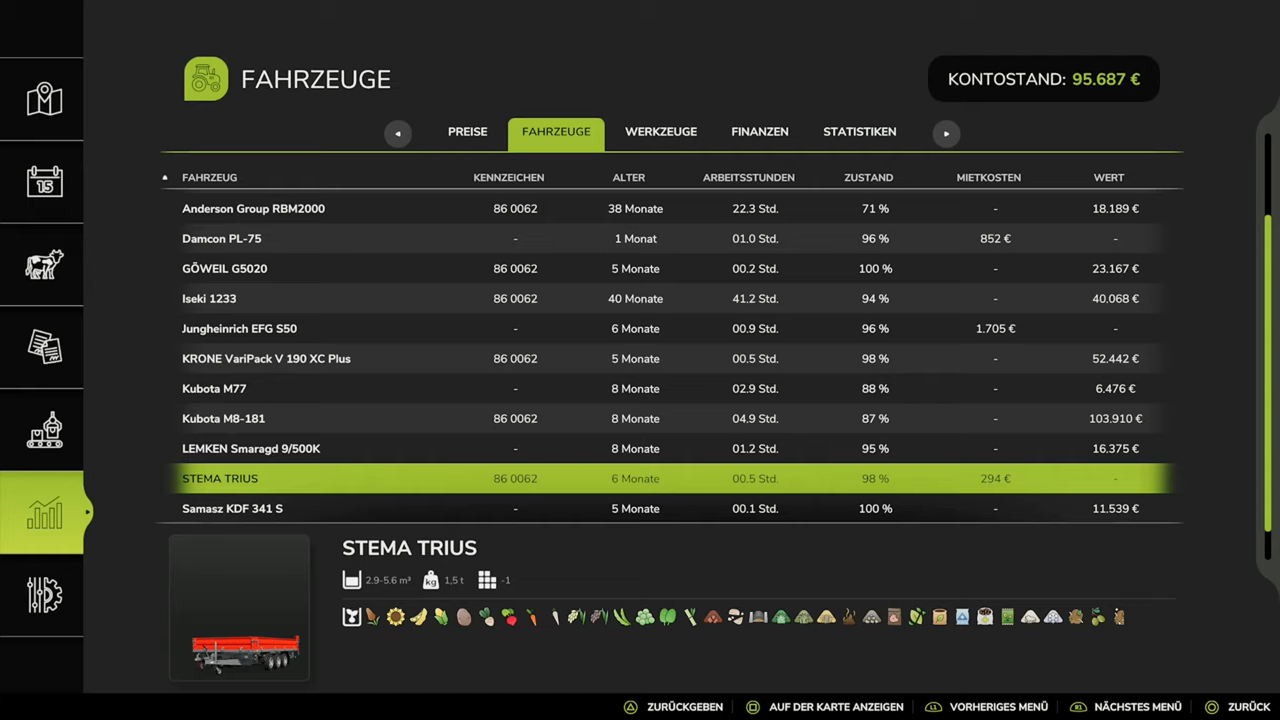 FAHRZEUGE
KONTOSTAND: 95.687 €
PREISE FAHRZEUGE WERKZEUGE FINANZEN STATISTIKEN
FAHRZEUG KENNZEICHEN ALTER ARBEITSSTUNDEN ZUSTAND MIETKOSTEN WERT
Anderson Group RBM2000 86 0062 38 Monate 22.3 Std. 71 % - 18.189 €
Damcon PL-75 - 1 Monat 01.0 Std. 96 % 852 € -
GÖWEIL G5020 86 0062 5 Monate 00.2 Std. 100 % - 23.167 €
Iseki 1233 86 0062 40 Monate 41.2 Std. 94 % - 40.068 €
Jungheinrich EFG S50 - 6 Monate 00.9 Std. 96 % 1.705 € -
KRONE VariPack V 190 XC Plus 86 0062 5 Monate 00.5 Std. 98 % - 52.442 €
Kubota M77 - 8 Monate 02.9 Std. 88 % - 6.476 €
Kubota M8-181 86 0062 8 Monate 04.9 Std. 87 % - 103.910 €
LEMKEN Smaragd 9/500K - 8 Monate 01.2 Std. 95 % - 16.375 €
STEMA TRIUS 86 0062 6 Monate 00.5 Std. 98 % 294 € -
Samasz KDF 341 S - 5 Monate 00.1 Std. 100 % - 11.539 €
STEMA TRIUS
2.9-5.6 m³ kg 1,5 t -1
15
ZURÜCKGEBEN AUF DER KARTE ANZEIGEN L1 VORHERIGES MENÜ R1 NÄCHSTES MENÜ ZURÜCK